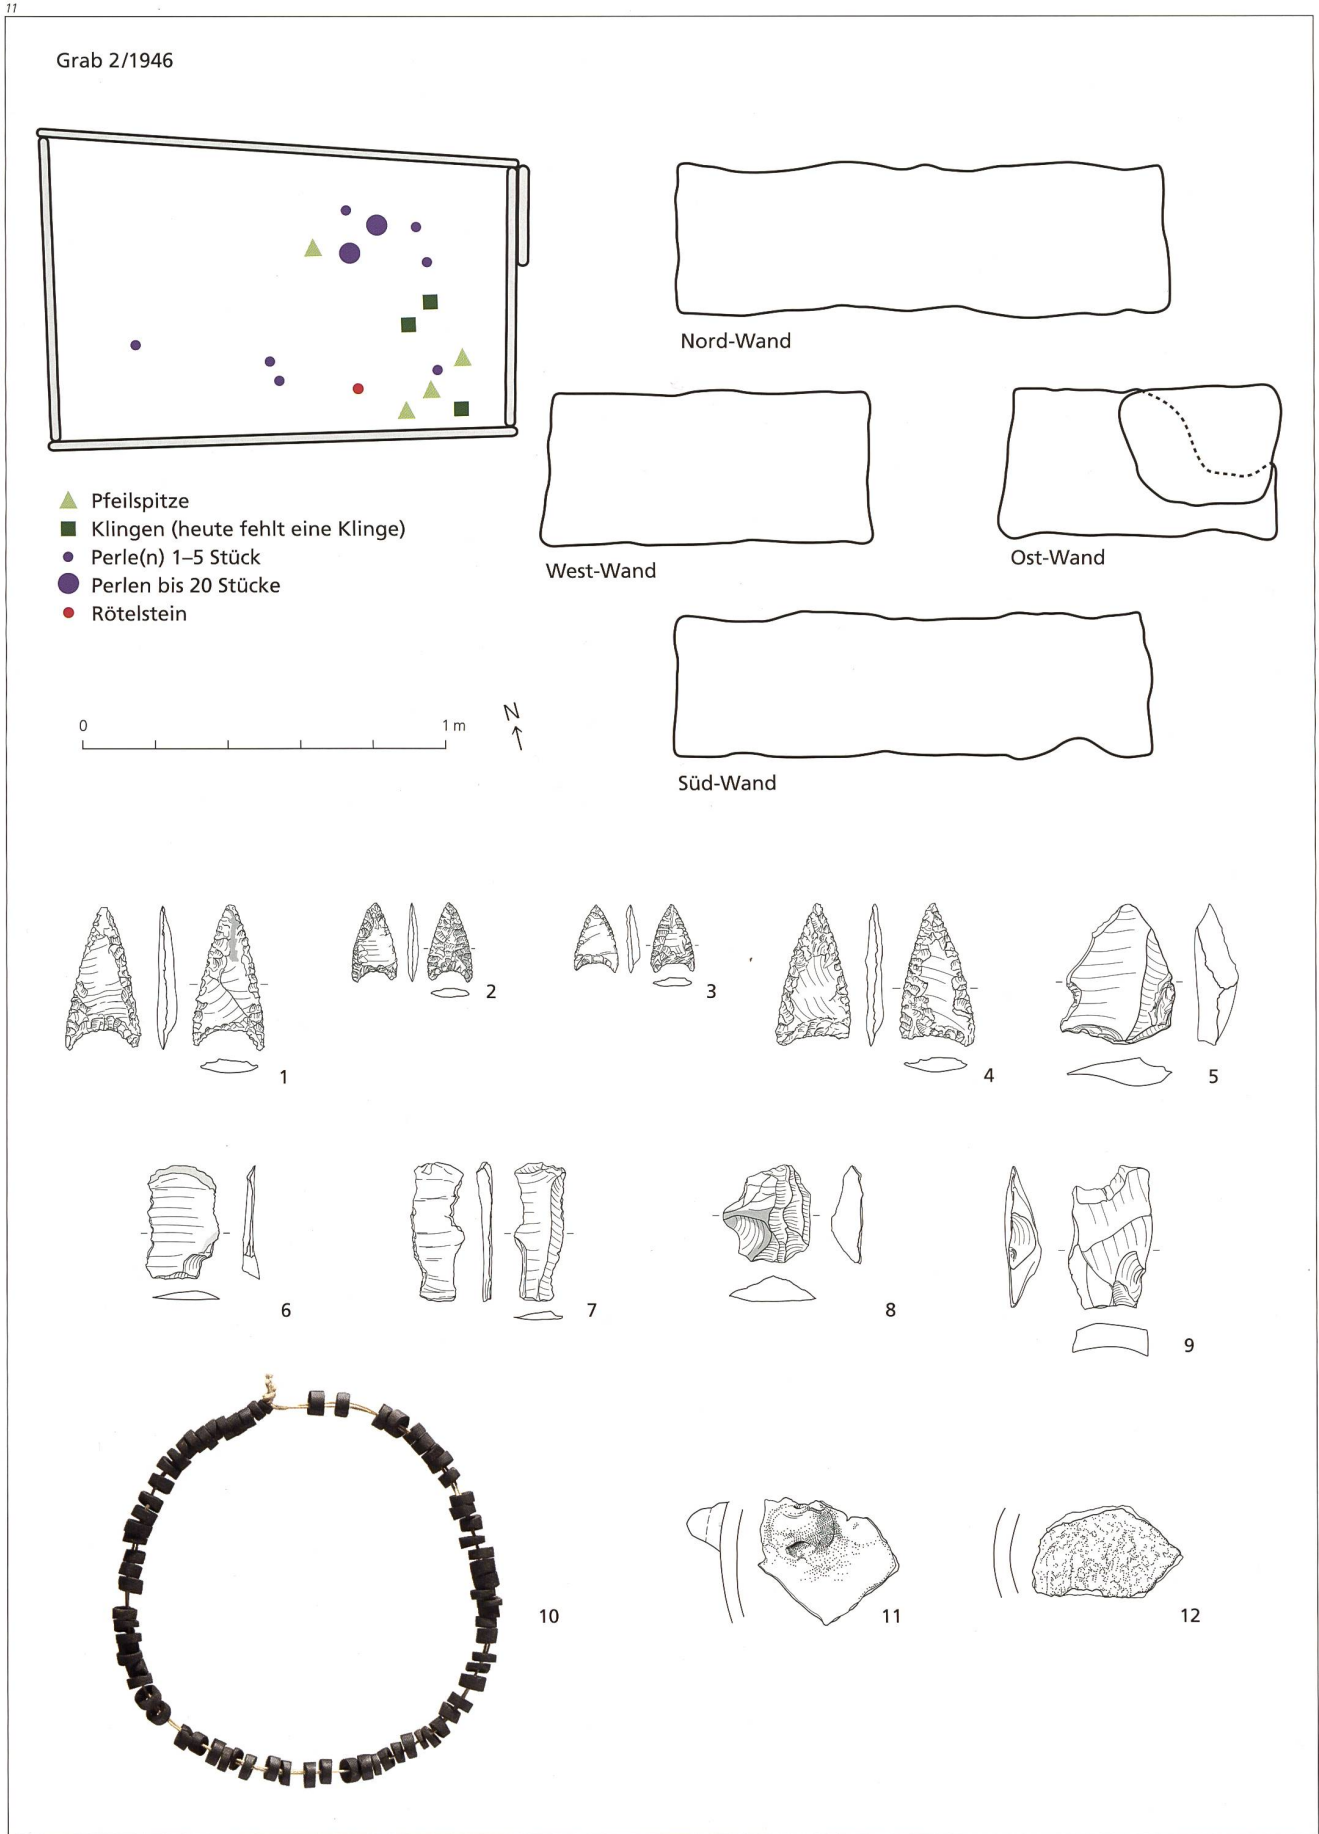 11
Grab 2/1946
Nord-Wand
West-Wand
Ost-Wand
Süd-Wand
Pfeilspitze
Klingen (heute fehlt eine Klinge)
Perle(n) 1–5 Stück
Perlen bis 20 Stücke
Rötelstein
0
1 m
N
1
2
3
4
5
6
7
8
9
10
11
12